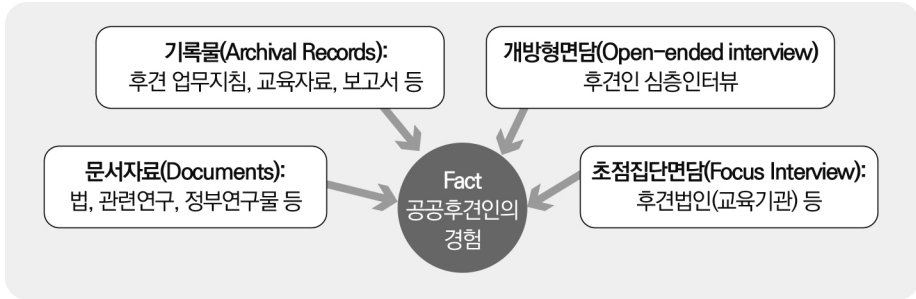 기록물(Archival Records):
후견 업무지침, 교육자료, 보고서 등
개방형면담(Open-ended interview)
후견인 심층인터뷰
문서자료(Documents):
법, 관련연구, 정부연구물 등
Fact
공공후견인의
경험
초점집단면담(Focus Interview):
후견법인(교육기관) 등